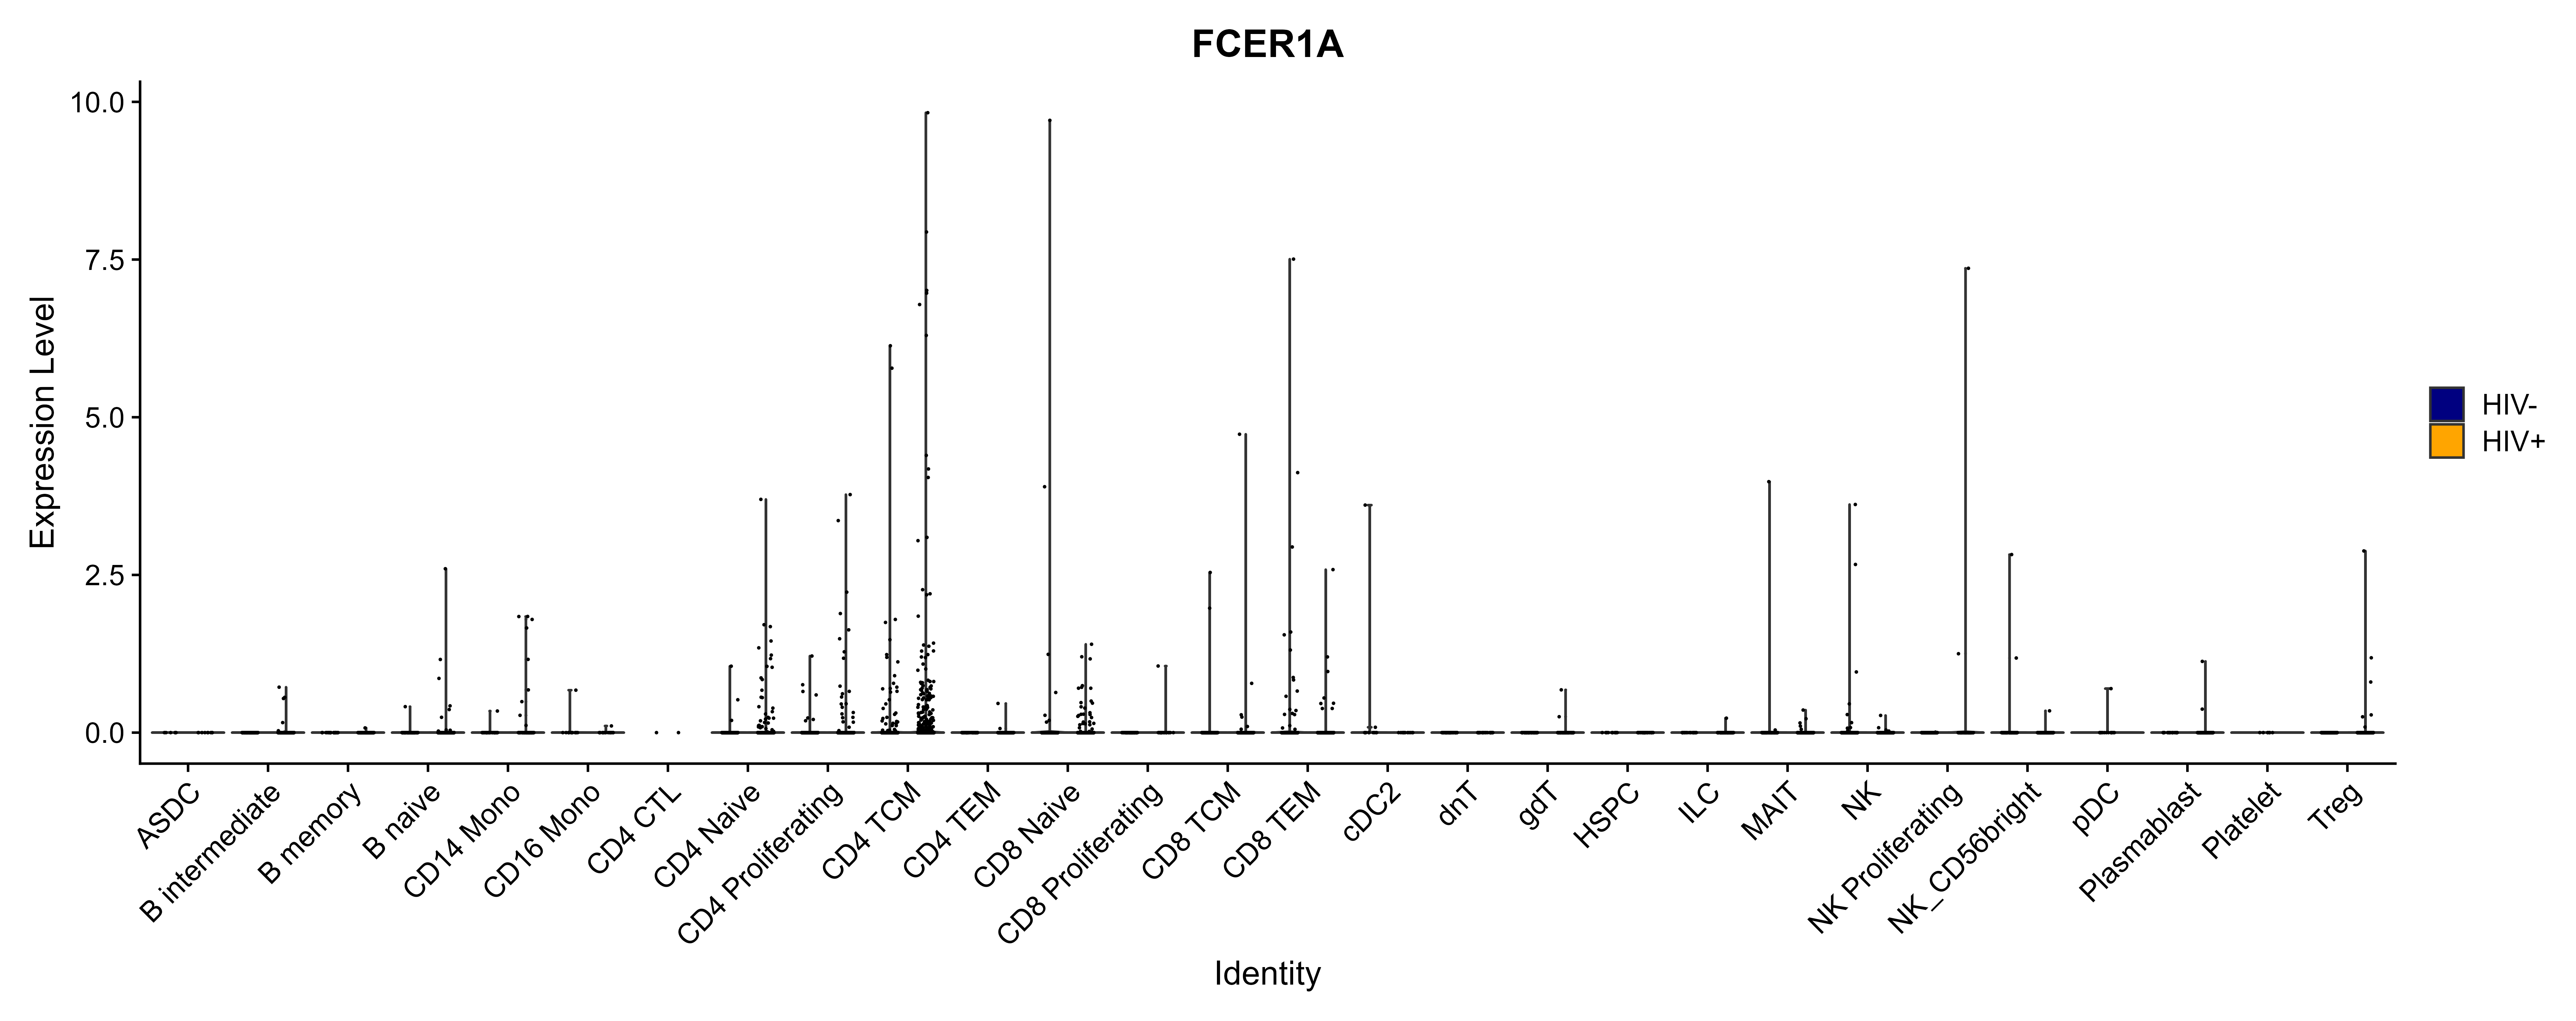 FCER1A
Expression Level
10.0
7.5
5.0
2.5
0.0
ASDC
B intermediate
B memory
B naive
CD14 Mono
CD16 Mono
CD4 CTL
CD4 Naive
CD4 Proliferating
CD4 TCM
CD4 TEM
CD8 Naive
CD8 Proliferating
CD8 TCM
CD8 TEM
cDC2
dnT
gdT
HSPC
ILC
MAIT
NK
NK Proliferating
NK_CD56bright
pDC
Plasmablast
Platelet
Treg
Identity
HIV-
HIV+